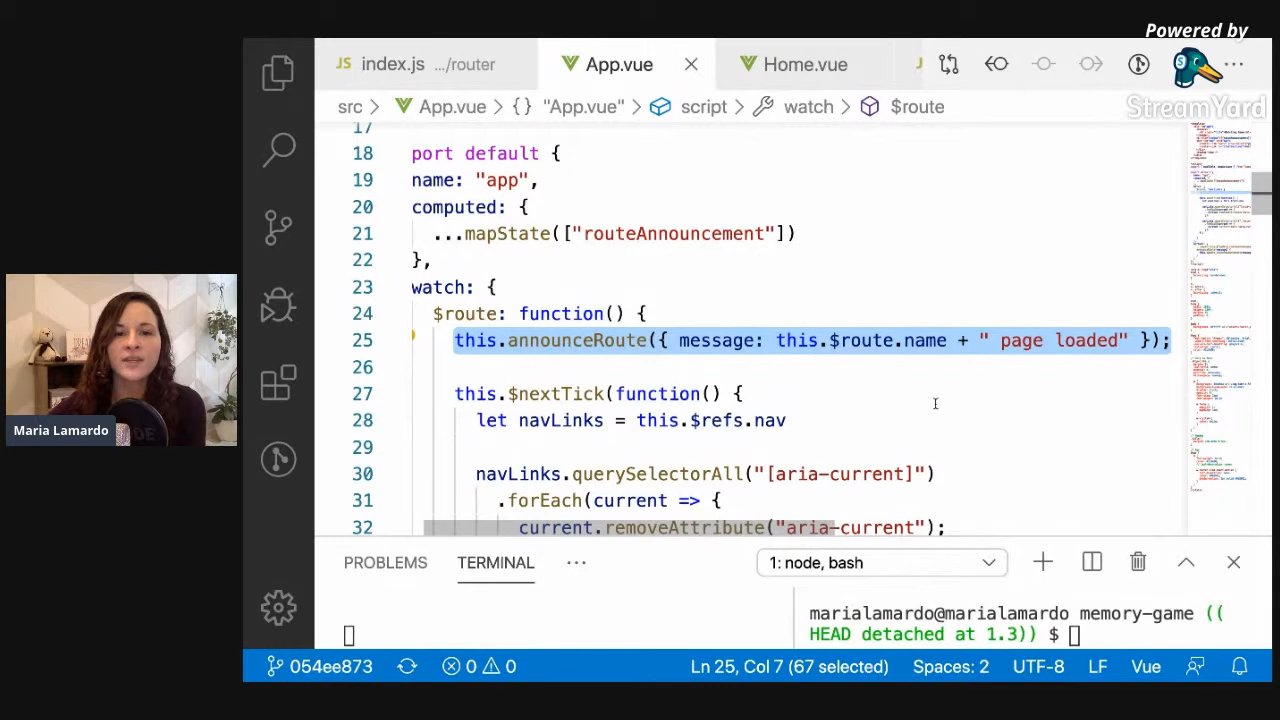 Powered by
StreamYard
JS index.js .../router
App.vue
Home.vue
src > App.vue > {} "App.vue" > script > watch > $route
17
18 port default {
19 name: "app",
20 computed: {
21 ...mapState(["routeAnnouncement"])
22 },
23 watch: {
24 $route: function() {
25 this.announceRoute({ message: this.$route.name + " page loaded" });
26
27 this.$nextTick(function() {
28 let navLinks = this.$refs.nav
29
30 navLinks.querySelectorAll("[aria-current]")
31 .forEach(current => {
32 current.removeAttribute("aria-current");
Maria Lamardo
PROBLEMS TERMINAL ... 1: node, bash
marialamardo@marialamardo memory-game ((
HEAD detached at 1.3)) $
054ee873 0 0 Ln 25, Col 7 (67 selected) Spaces: 2 UTF-8 LF Vue